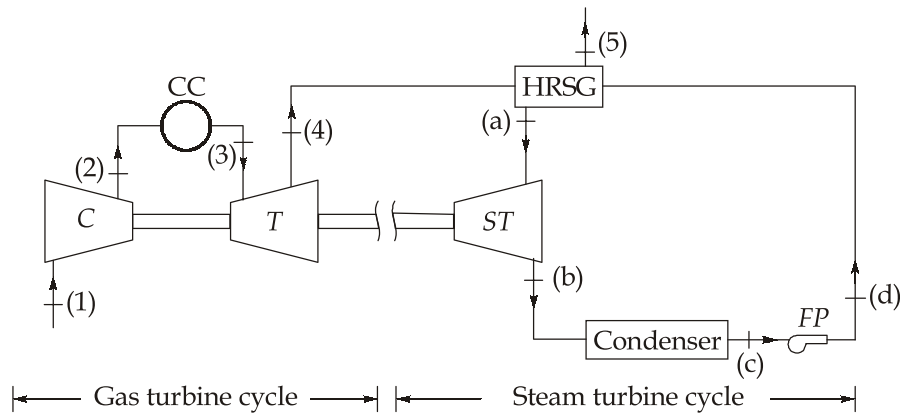 (5)
CC
HRSG
(a)
(4)
(3)
(2)
C
T
ST
(1)
(b)
(d)
FP
Condenser
(c)
Gas turbine cycle
Steam turbine cycle